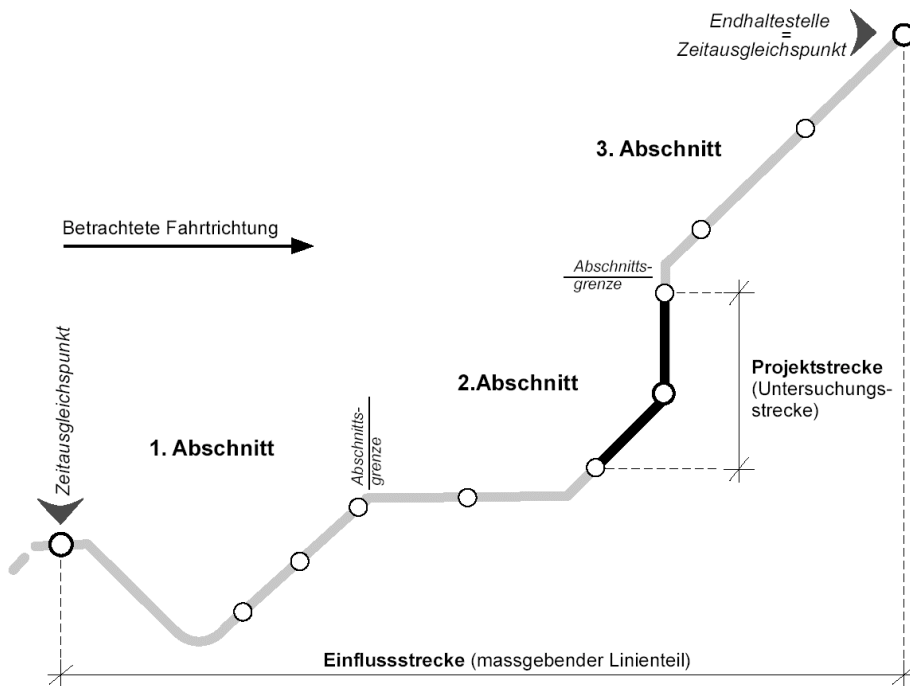 Endhaltestelle
=
Zeitausgleichspunkt
3. Abschnitt
Betrachtete Fahrtrichtung
Abschnitts-
grenze
Projektstrecke
(Untersuchungs-
strecke)
2.Abschnitt
Zeitausgleichspunkt
1. Abschnitt
Abschnitts-
grenze
Einflussstrecke (massgebender Linienteil)